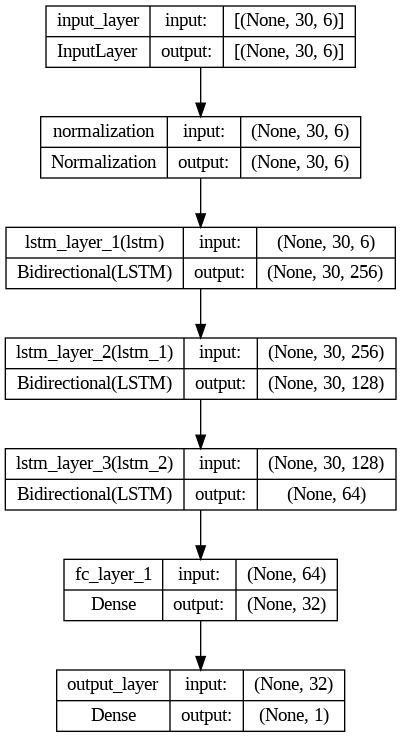 input_layer input: [(None, 30, 6)]
InputLayer output: [(None, 30, 6)]
normalization input: (None, 30, 6)
Normalization output: (None, 30, 6)
lstm_layer_1(lstm) input: (None, 30, 6)
Bidirectional(LSTM) output: (None, 30, 256)
lstm_layer_2(lstm_1) input: (None, 30, 256)
Bidirectional(LSTM) output: (None, 30, 128)
lstm_layer_3(lstm_2) input: (None, 30, 128)
Bidirectional(LSTM) output: (None, 64)
fc_layer_1 input: (None, 64)
Dense output: (None, 32)
output_layer input: (None, 32)
Dense output: (None, 1)